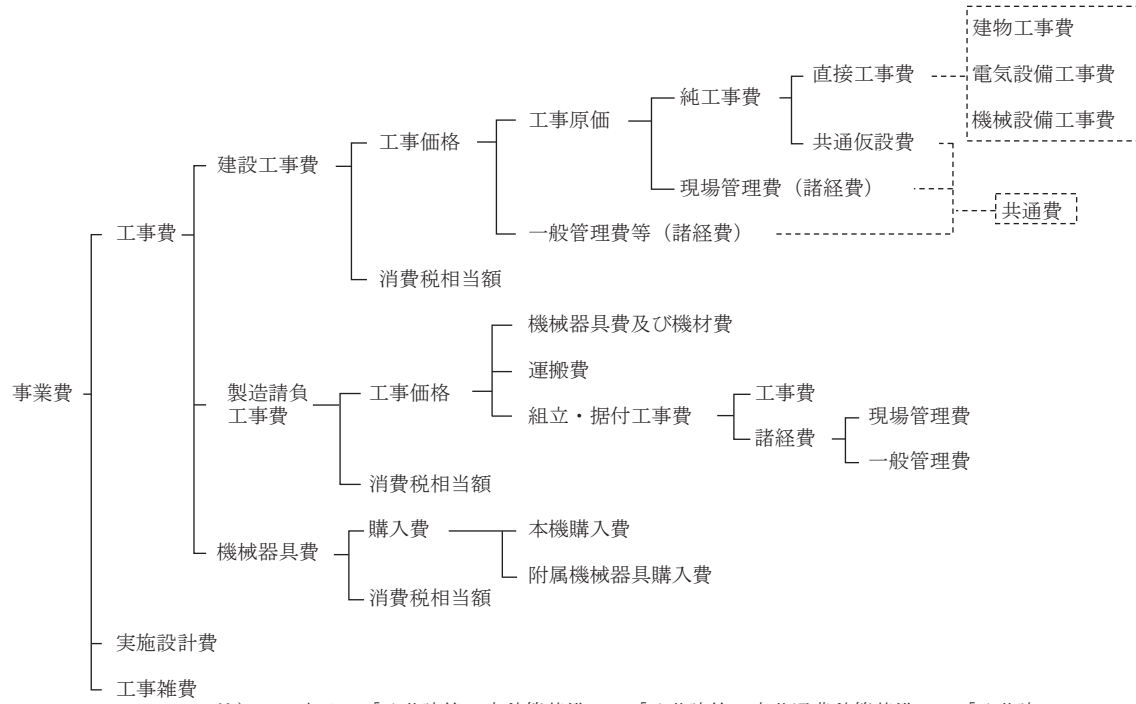 建物工事費
直接工事費
電気設備工事費
純工事費
機械設備工事費
工事原価
共通仮設費
工事価格
建設工事費
現場管理費（諸経費）
共通費
工事費
一般管理費等（諸経費）
消費税相当額
機械器具費及び機材費
運搬費
事業費
製造請負
工事費
工事価格
工事費
組立・据付工事費
現場管理費
諸経費
一般管理費
消費税相当額
購入費
本機購入費
機械器具費
附属機械器具購入費
消費税相当額
実施設計費
工事雑費